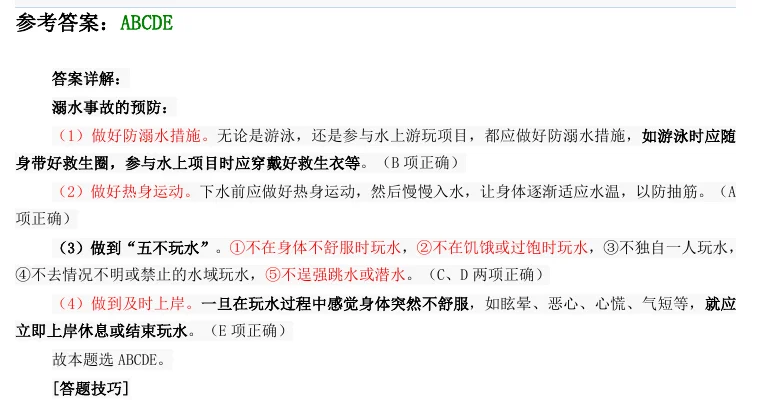 参考答案：ABCDE
答案详解：
溺水事故的预防：
（1）做好防溺水措施。无论是游泳，还是参与水上游玩项目，都应做好防溺水措施，如游泳时应随
身带好救生圈，参与水上项目时应穿戴好救生衣等。（B 项正确）
（2）做好热身运动。下水前应做好热身运动，然后慢慢入水，让身体逐渐适应水温，以防抽筋。（A
项正确）
（3）做到“五不玩水”。①不在身体不舒服时玩水，②不在饥饿或过饱时玩水，③不独自一人玩水，
④不去情况不明或禁止的水域玩水，⑤不逞强跳水或潜水。（C、D 两项正确）
（4）做到及时上岸。一旦在玩水过程中感觉身体突然不舒服，如眩晕、恶心、心慌、气短等，就应
立即上岸休息或结束玩水。（E 项正确）
故本题选 ABCDE。
[答题技巧]